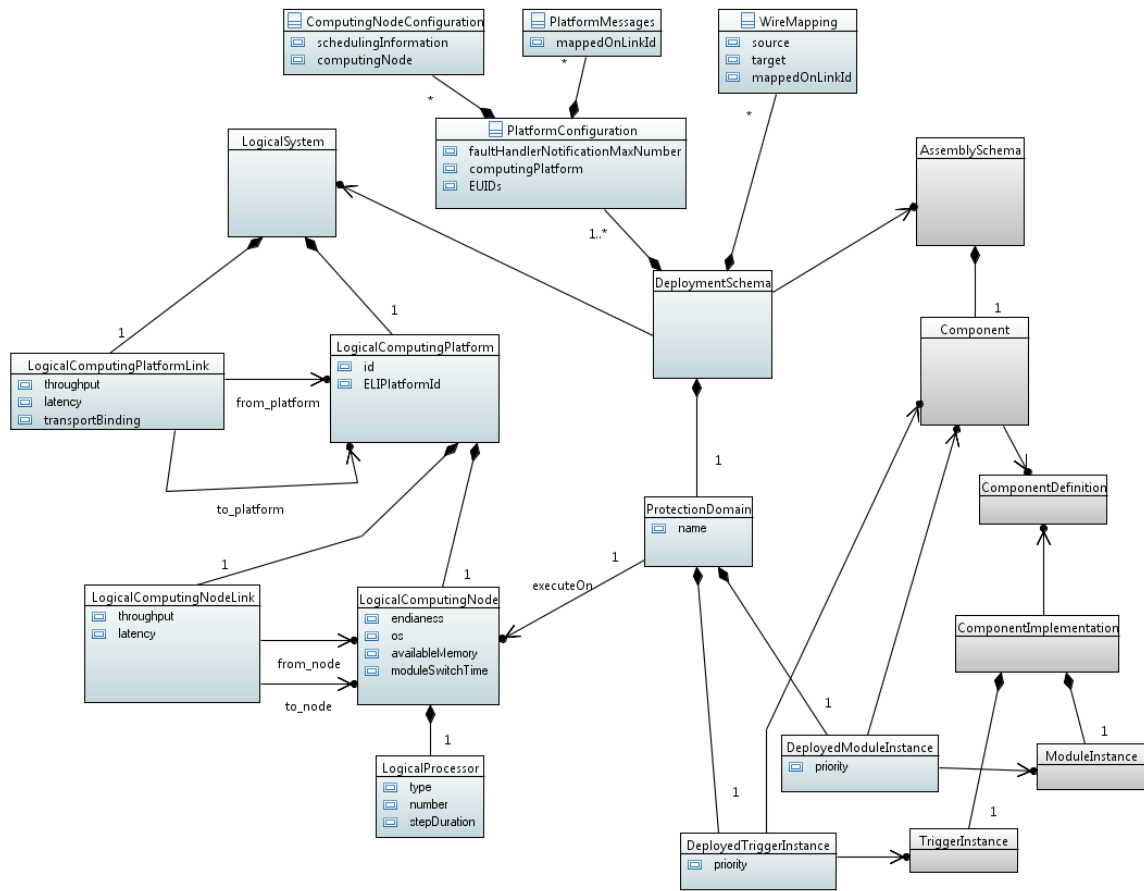 ComputingNodeConfiguration
schedulingInformation
computingNode
PlatformMessages
mappedOnLinkId
WireMapping
source
target
mappedOnLinkId
*
*
*
PlatformConfiguration
faultHandlerNotificationMaxNumber
computingPlatform
EUIDs
LogicalSystem
AssemblySchema
1..*
DeploymentSchema
1
1
1
LogicalComputingPlatformLink
throughput
latency
transportBinding
LogicalComputingPlatform
id
ELIPlatformId
Component
from_platform
to_platform
1
ComponentDefinition
ProtectionDomain
name
1
1
1
executeOn
LogicalComputingNodeLink
throughput
latency
LogicalComputingNode
endianess
os
availableMemory
moduleSwitchTime
ComponentImplementation
from_node
to_node
1
1
1
DeployedModuleInstance
priority
ModuleInstance
LogicalProcessor
type
number
stepDuration
1
1
DeployedTriggerInstance
priority
TriggerInstance